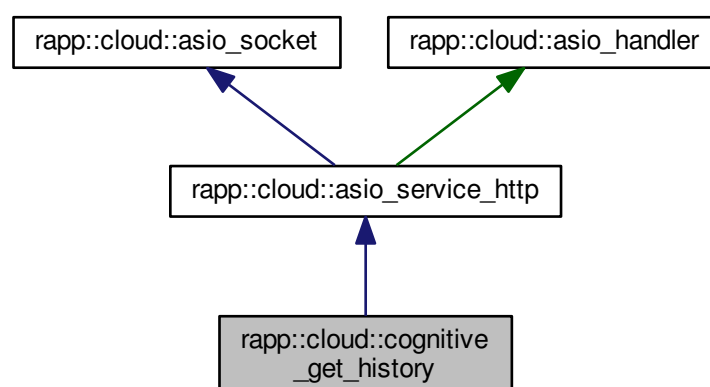 rapp::cloud::asio_socket
rapp::cloud::asio_handler
rapp::cloud::asio_service_http
rapp::cloud::cognitive
_get_history